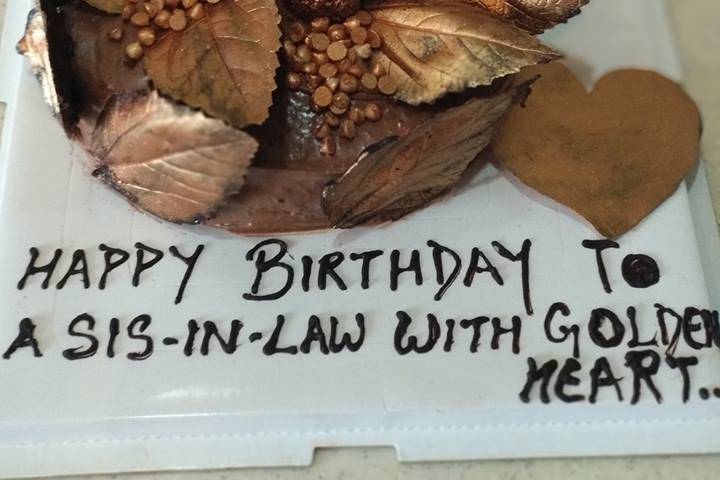 HAPPY BIRTHDAY TO
A SIS-IN-LAW WITH GOLDEN
HEART..